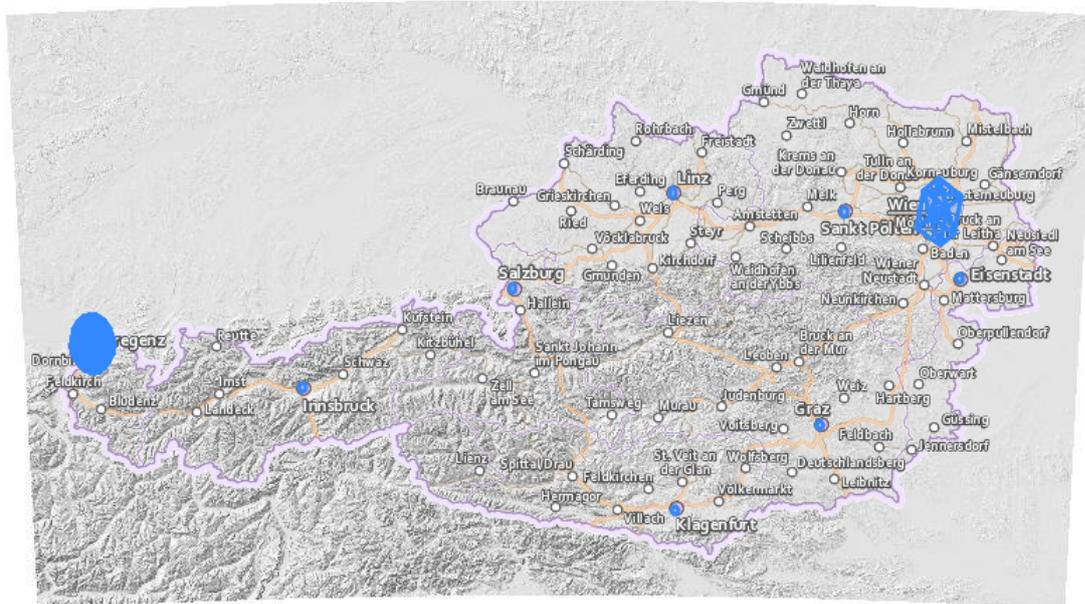 Waidhofen an
der Thaya
Gmünd
Horn
Zwettl
Hollabrunn
Mistelbach
Rohrbach
Freistadt
Schärding
Krems an
der Donau
Tulln an
der Donau
Korneuburg
Gänserndorf
Linz
Eferding
Braunau
Grieskirchen
Perg
Melk
Wels
Ried
Amstetten
Sankt Pölten
Neusiedl
am See
Steyr
Vöcklabruck
Scheibbs
Lilienfeld
Baden
Kirchdorf
Gmunden
Waidhofen
an der Ybbs
Wiener
Neustadt
Eisenstadt
Salzburg
Hallein
Neunkirchen
Mattersburg
Kufstein
Liezen
Oberpullendorf
Reutte
Kitzbühel
Sankt Johann
im Pongau
Bruck an
der Mur
Leoben
Schwaz
Feldkirch
Imst
Zell
am See
Oberwart
Weiz
Hartberg
Bludenz
Landeck
Innsbruck
Tamsweg
Murau
Judenburg
Graz
Voitsberg
Güssing
Feldbach
Jennersdorf
Lienz
Spittal/Drau
St. Veit an
der Glan
Wolfsberg
Deutschlandsberg
Leibnitz
Feldkirchen
Hermagor
Völkermarkt
Villach
Klagenfurt